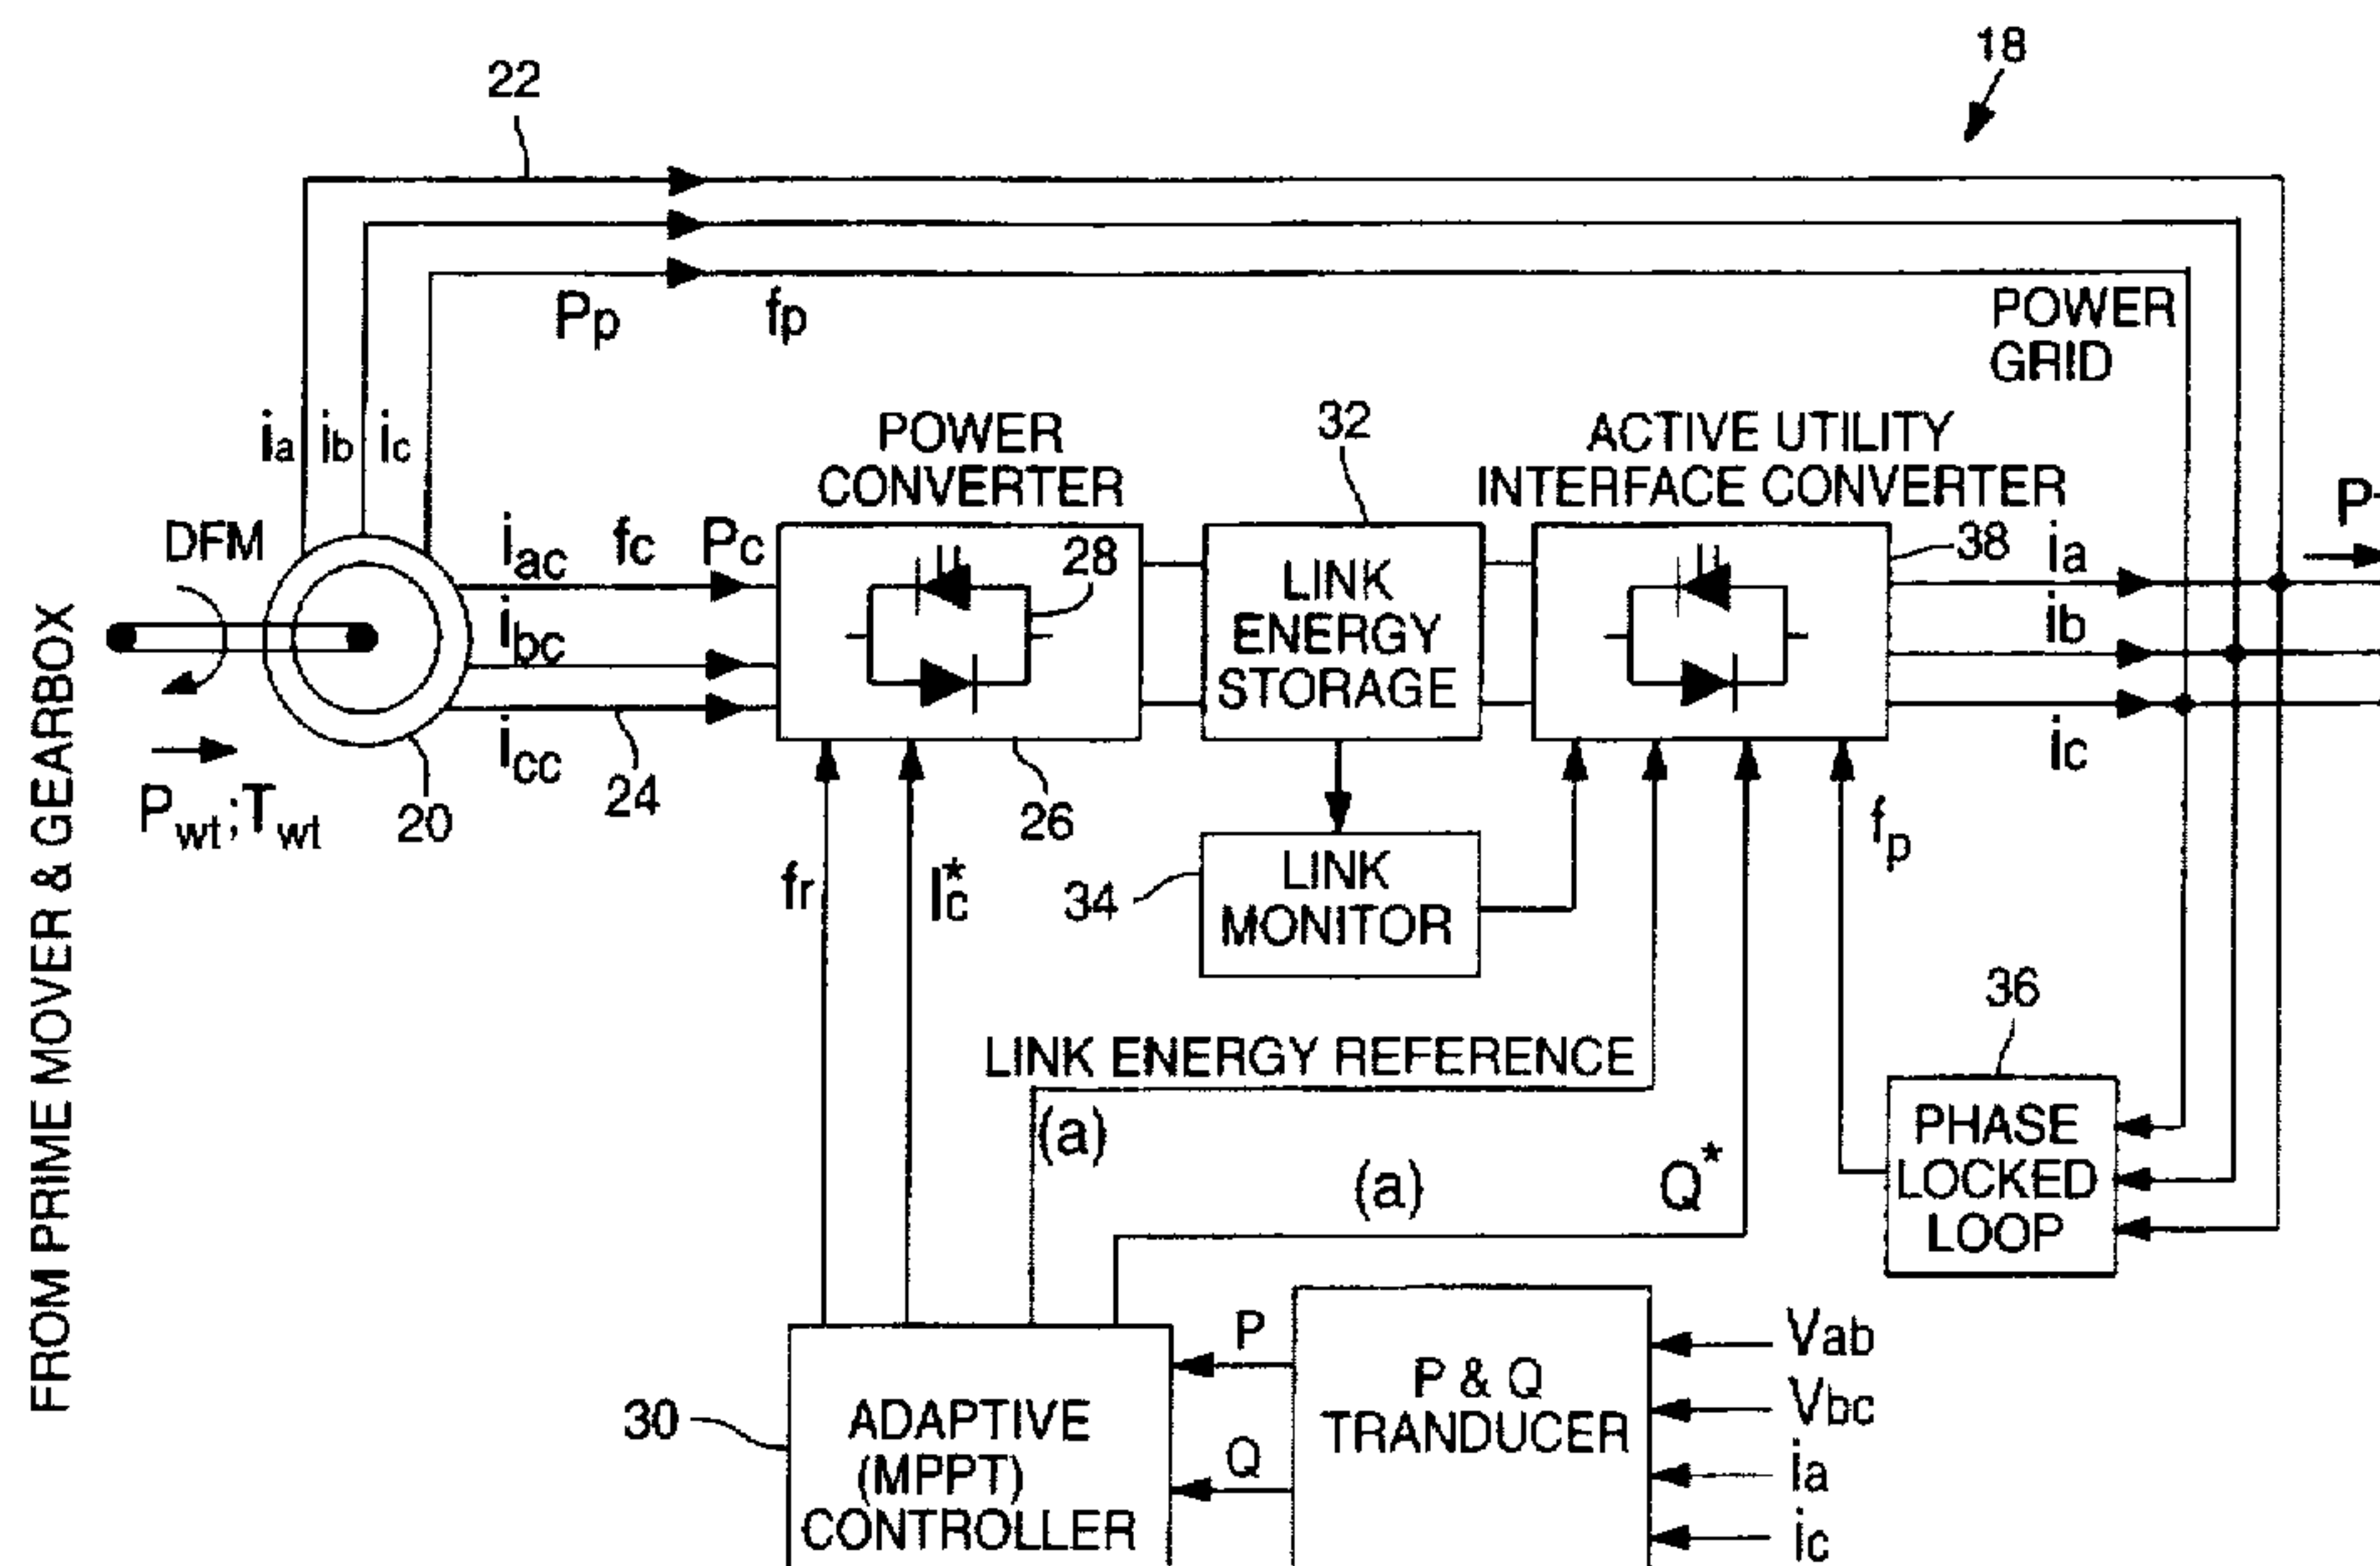 18
22
Pp
fp
POWER
GRID
ia
ib
ic
POWER
CONVERTER
32
ACTIVE UTILITY
INTERFACE CONVERTER
DFM
iac
fc
Pc
28
LINK
ENERGY
STORAGE
38
ia
ib
ic
ibc
icc
24
20
26
Pwt;Twt
FROM PRIME MOVER & GEARBOX
fr
Ic*
34
LINK
MONITOR
fp
36
LINK ENERGY REFERENCE
(a)
(a)
Q*
PHASE
LOCKED
LOOP
30
ADAPTIVE
(MPPT)
CONTROLLER
P
Q
P & Q
TRANDUCER
Vab
Vbc
ia
ic